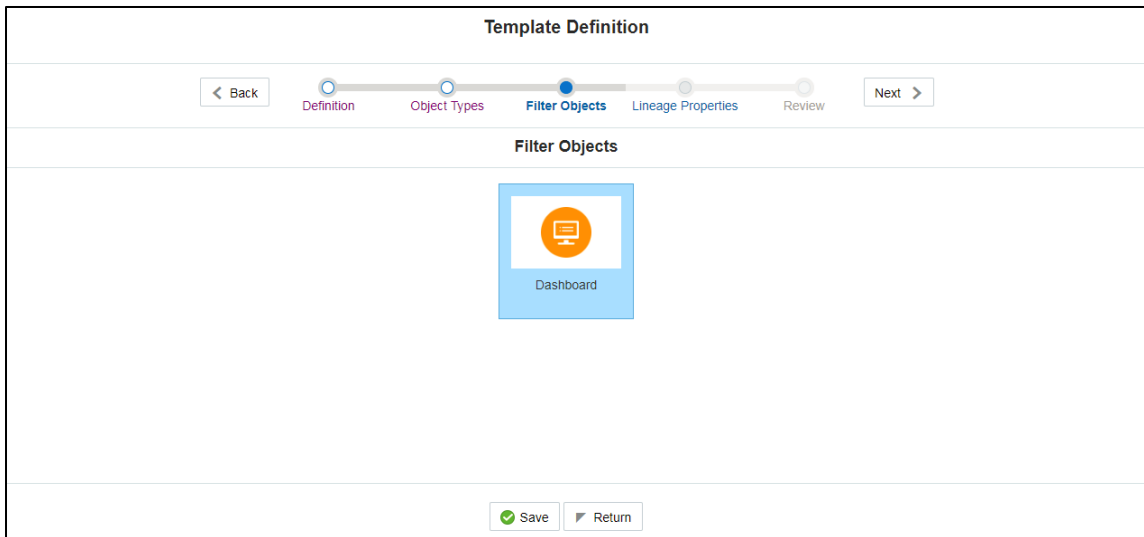 Template Definition
Back
Next
Definition
Object Types
Filter Objects
Lineage Properties
Review
Filter Objects
Dashboard
Save
Return